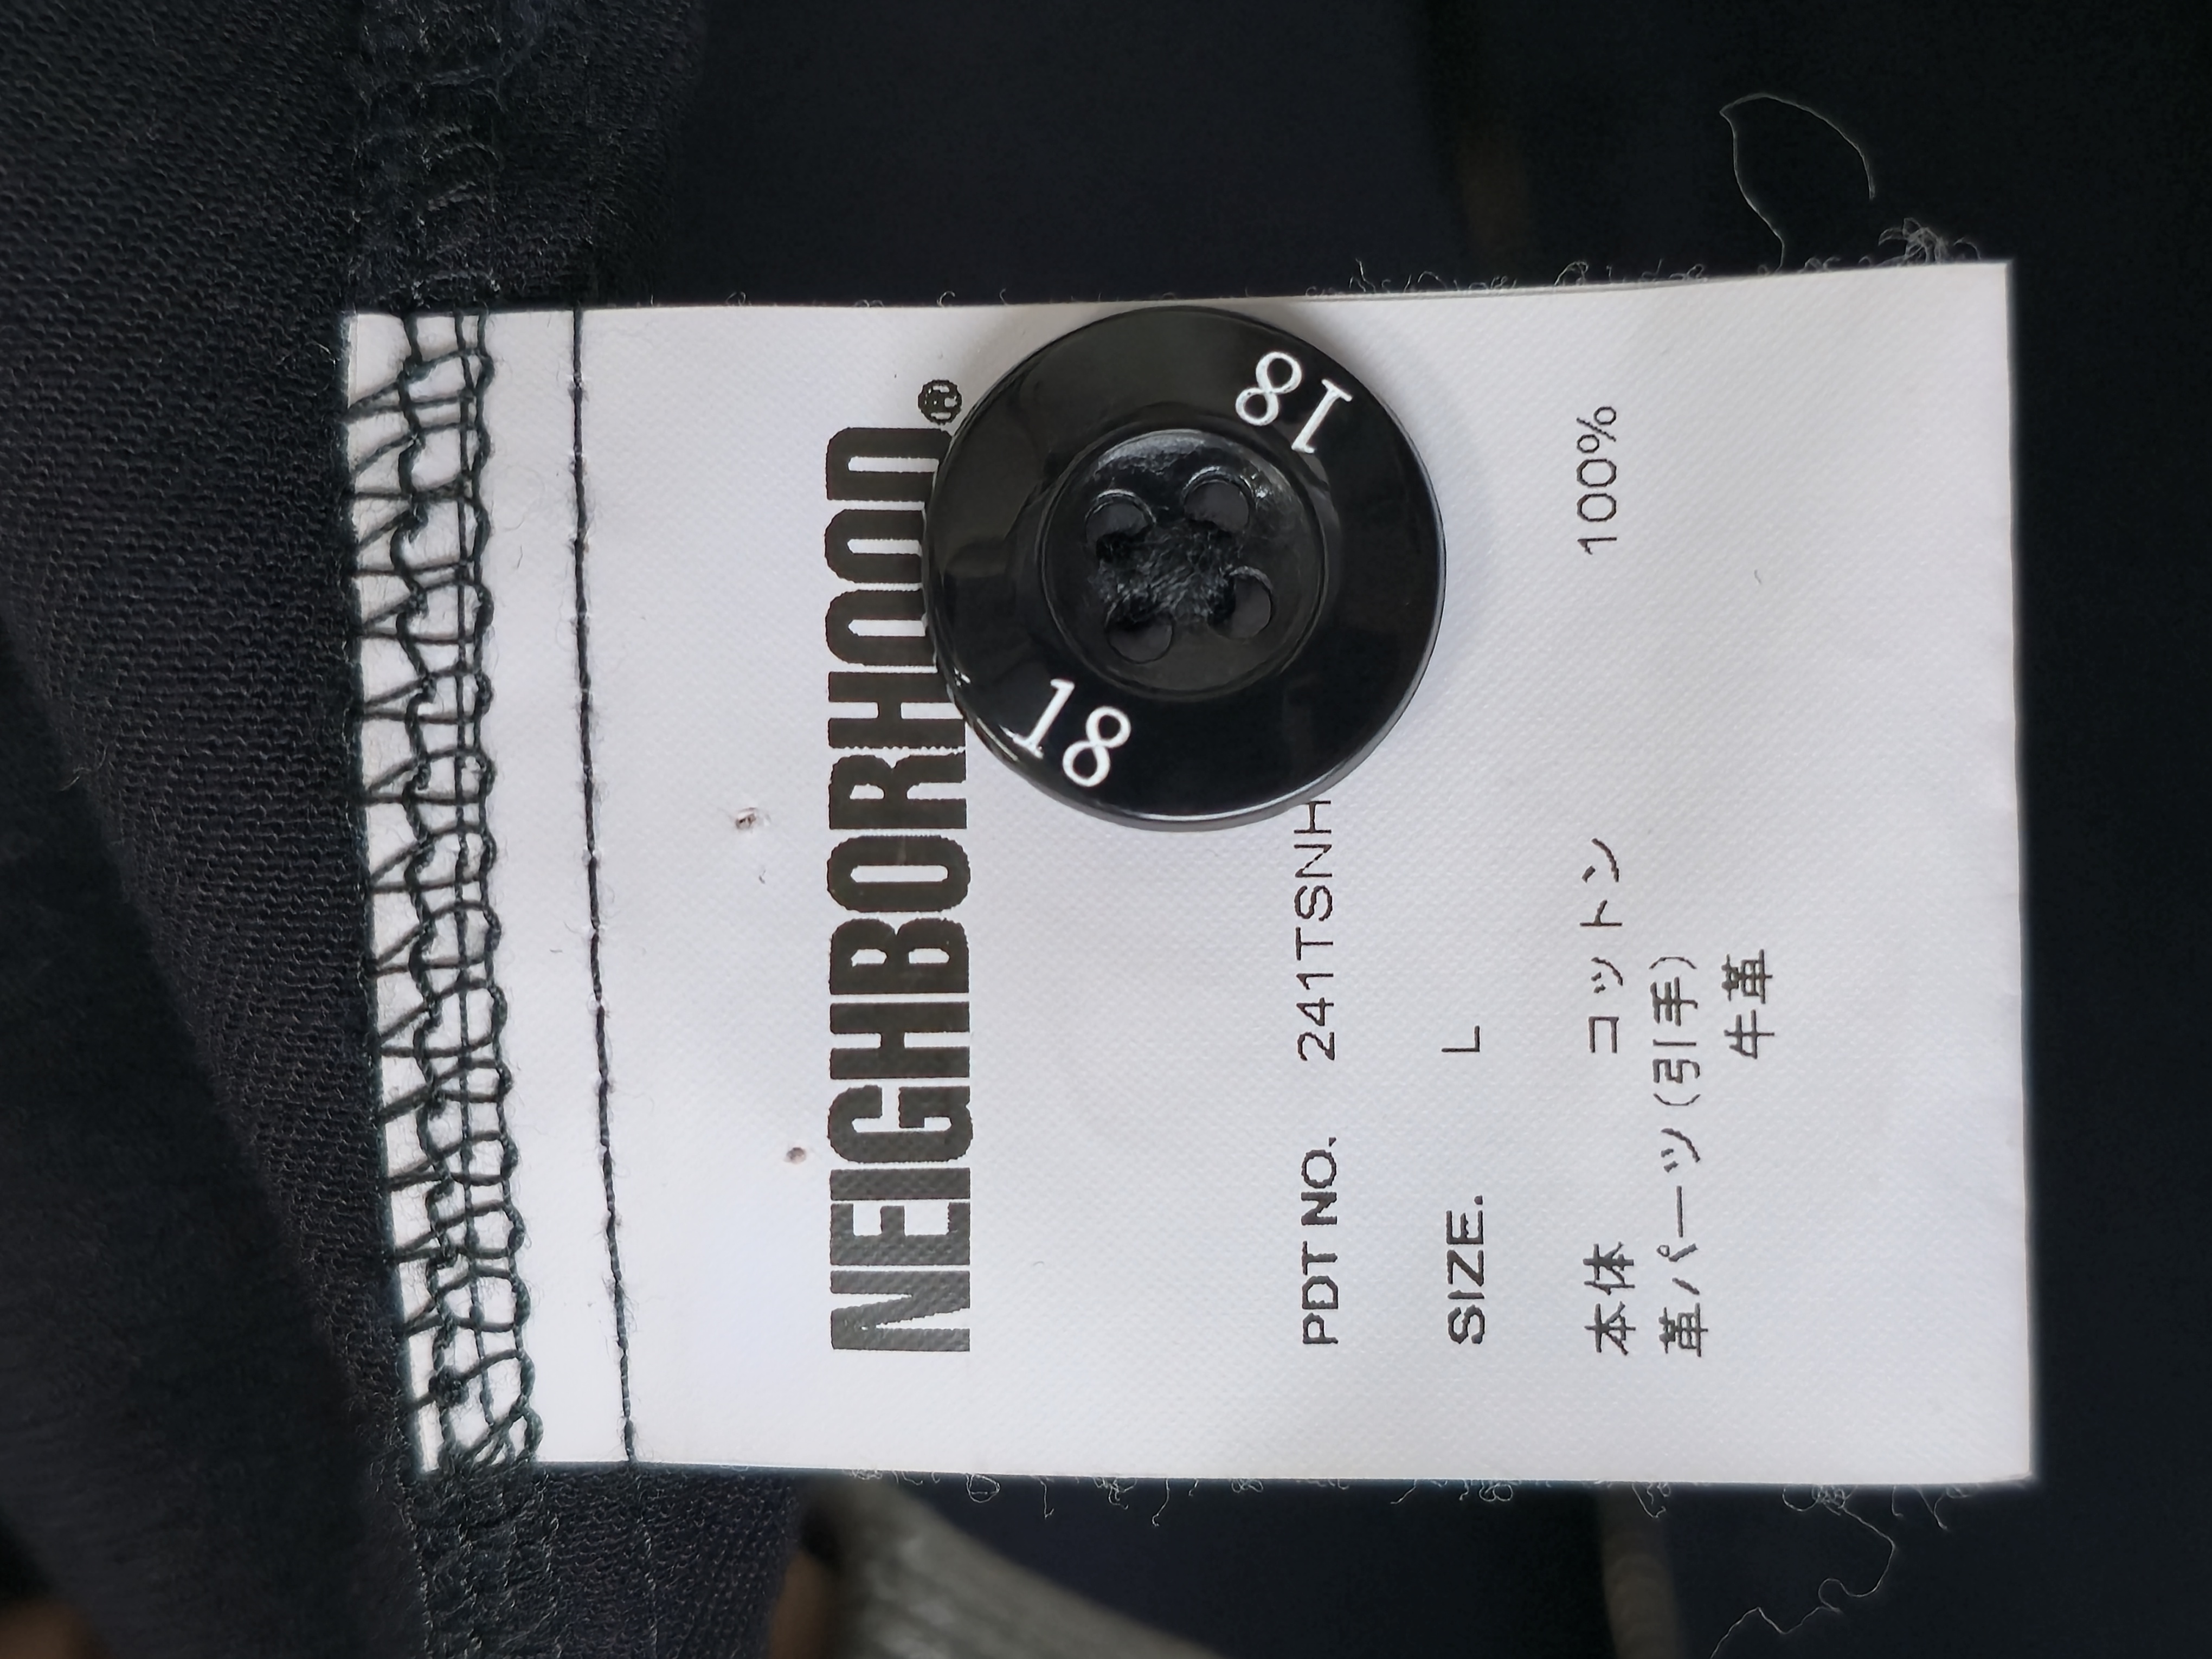 NEIGHBORHOOD®
18
18
PDT NO. 241TSNH
SIZE. L
本体 コットン 100%
革パーツ(引手)
牛革